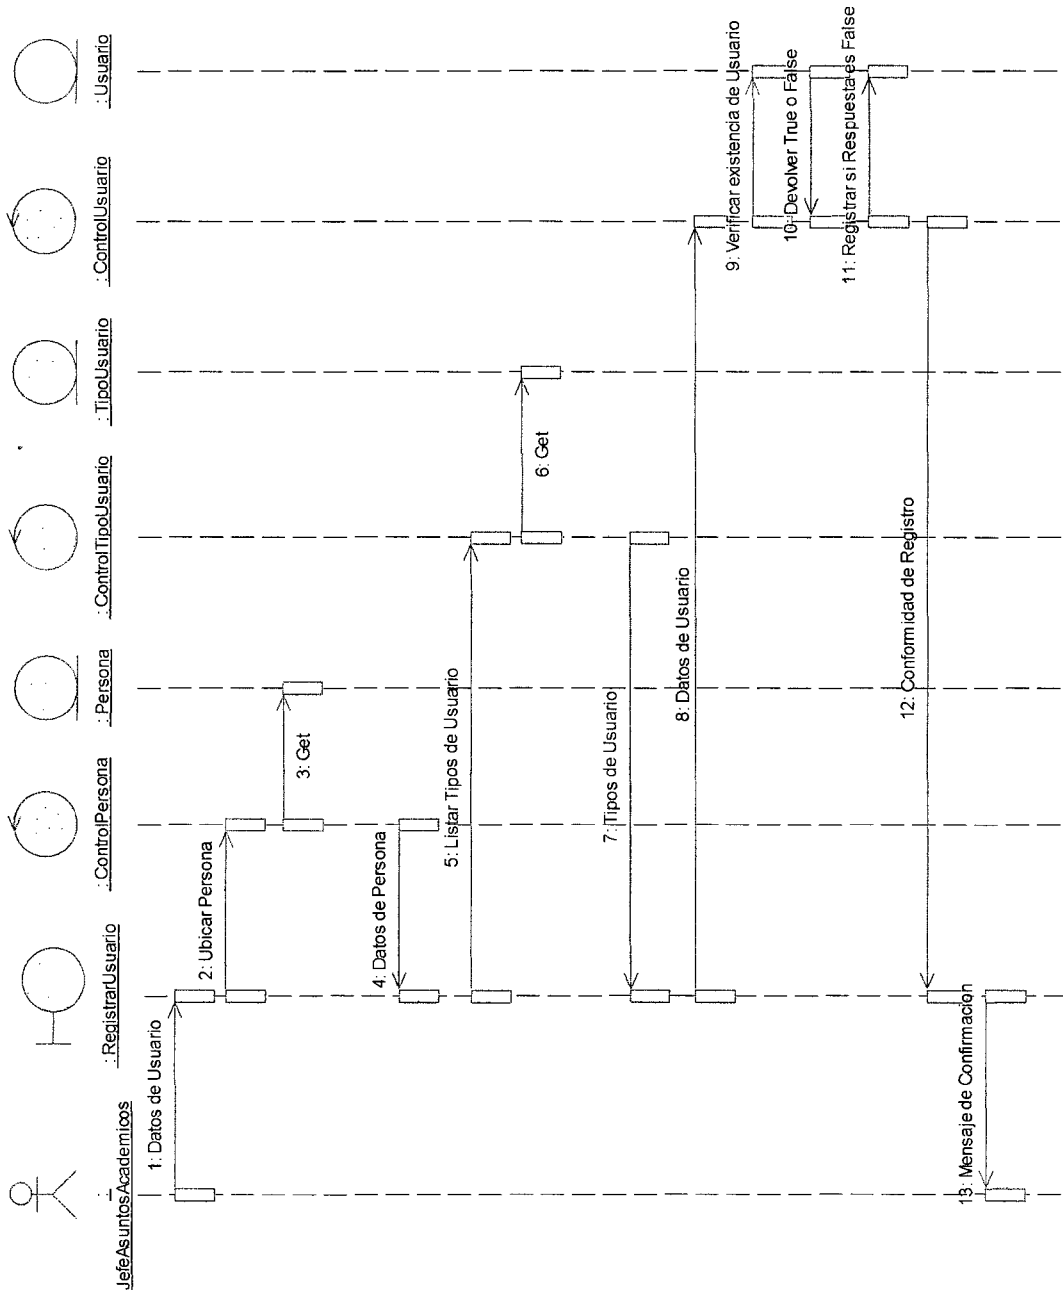 :
JefeAsuntosAcademicos
: RegistrarUsuario
: ControlPersona
: Persona
: ControlTipoUsuario
: TipoUsuario
: ControlUsuario
: Usuario
1: Datos de Usuario
2: Ubicar Persona
3: Get
4: Datos de Persona
5: Listar Tipos de Usuario
6: Get
7: Tipos de Usuario
8: Datos de Usuario
9: Verificar existencia de Usuario
10: Devolver True o False
11: Registrar si Respuesta es False
12: Conformidad de Registro
13: Mensaje de Confirmacion